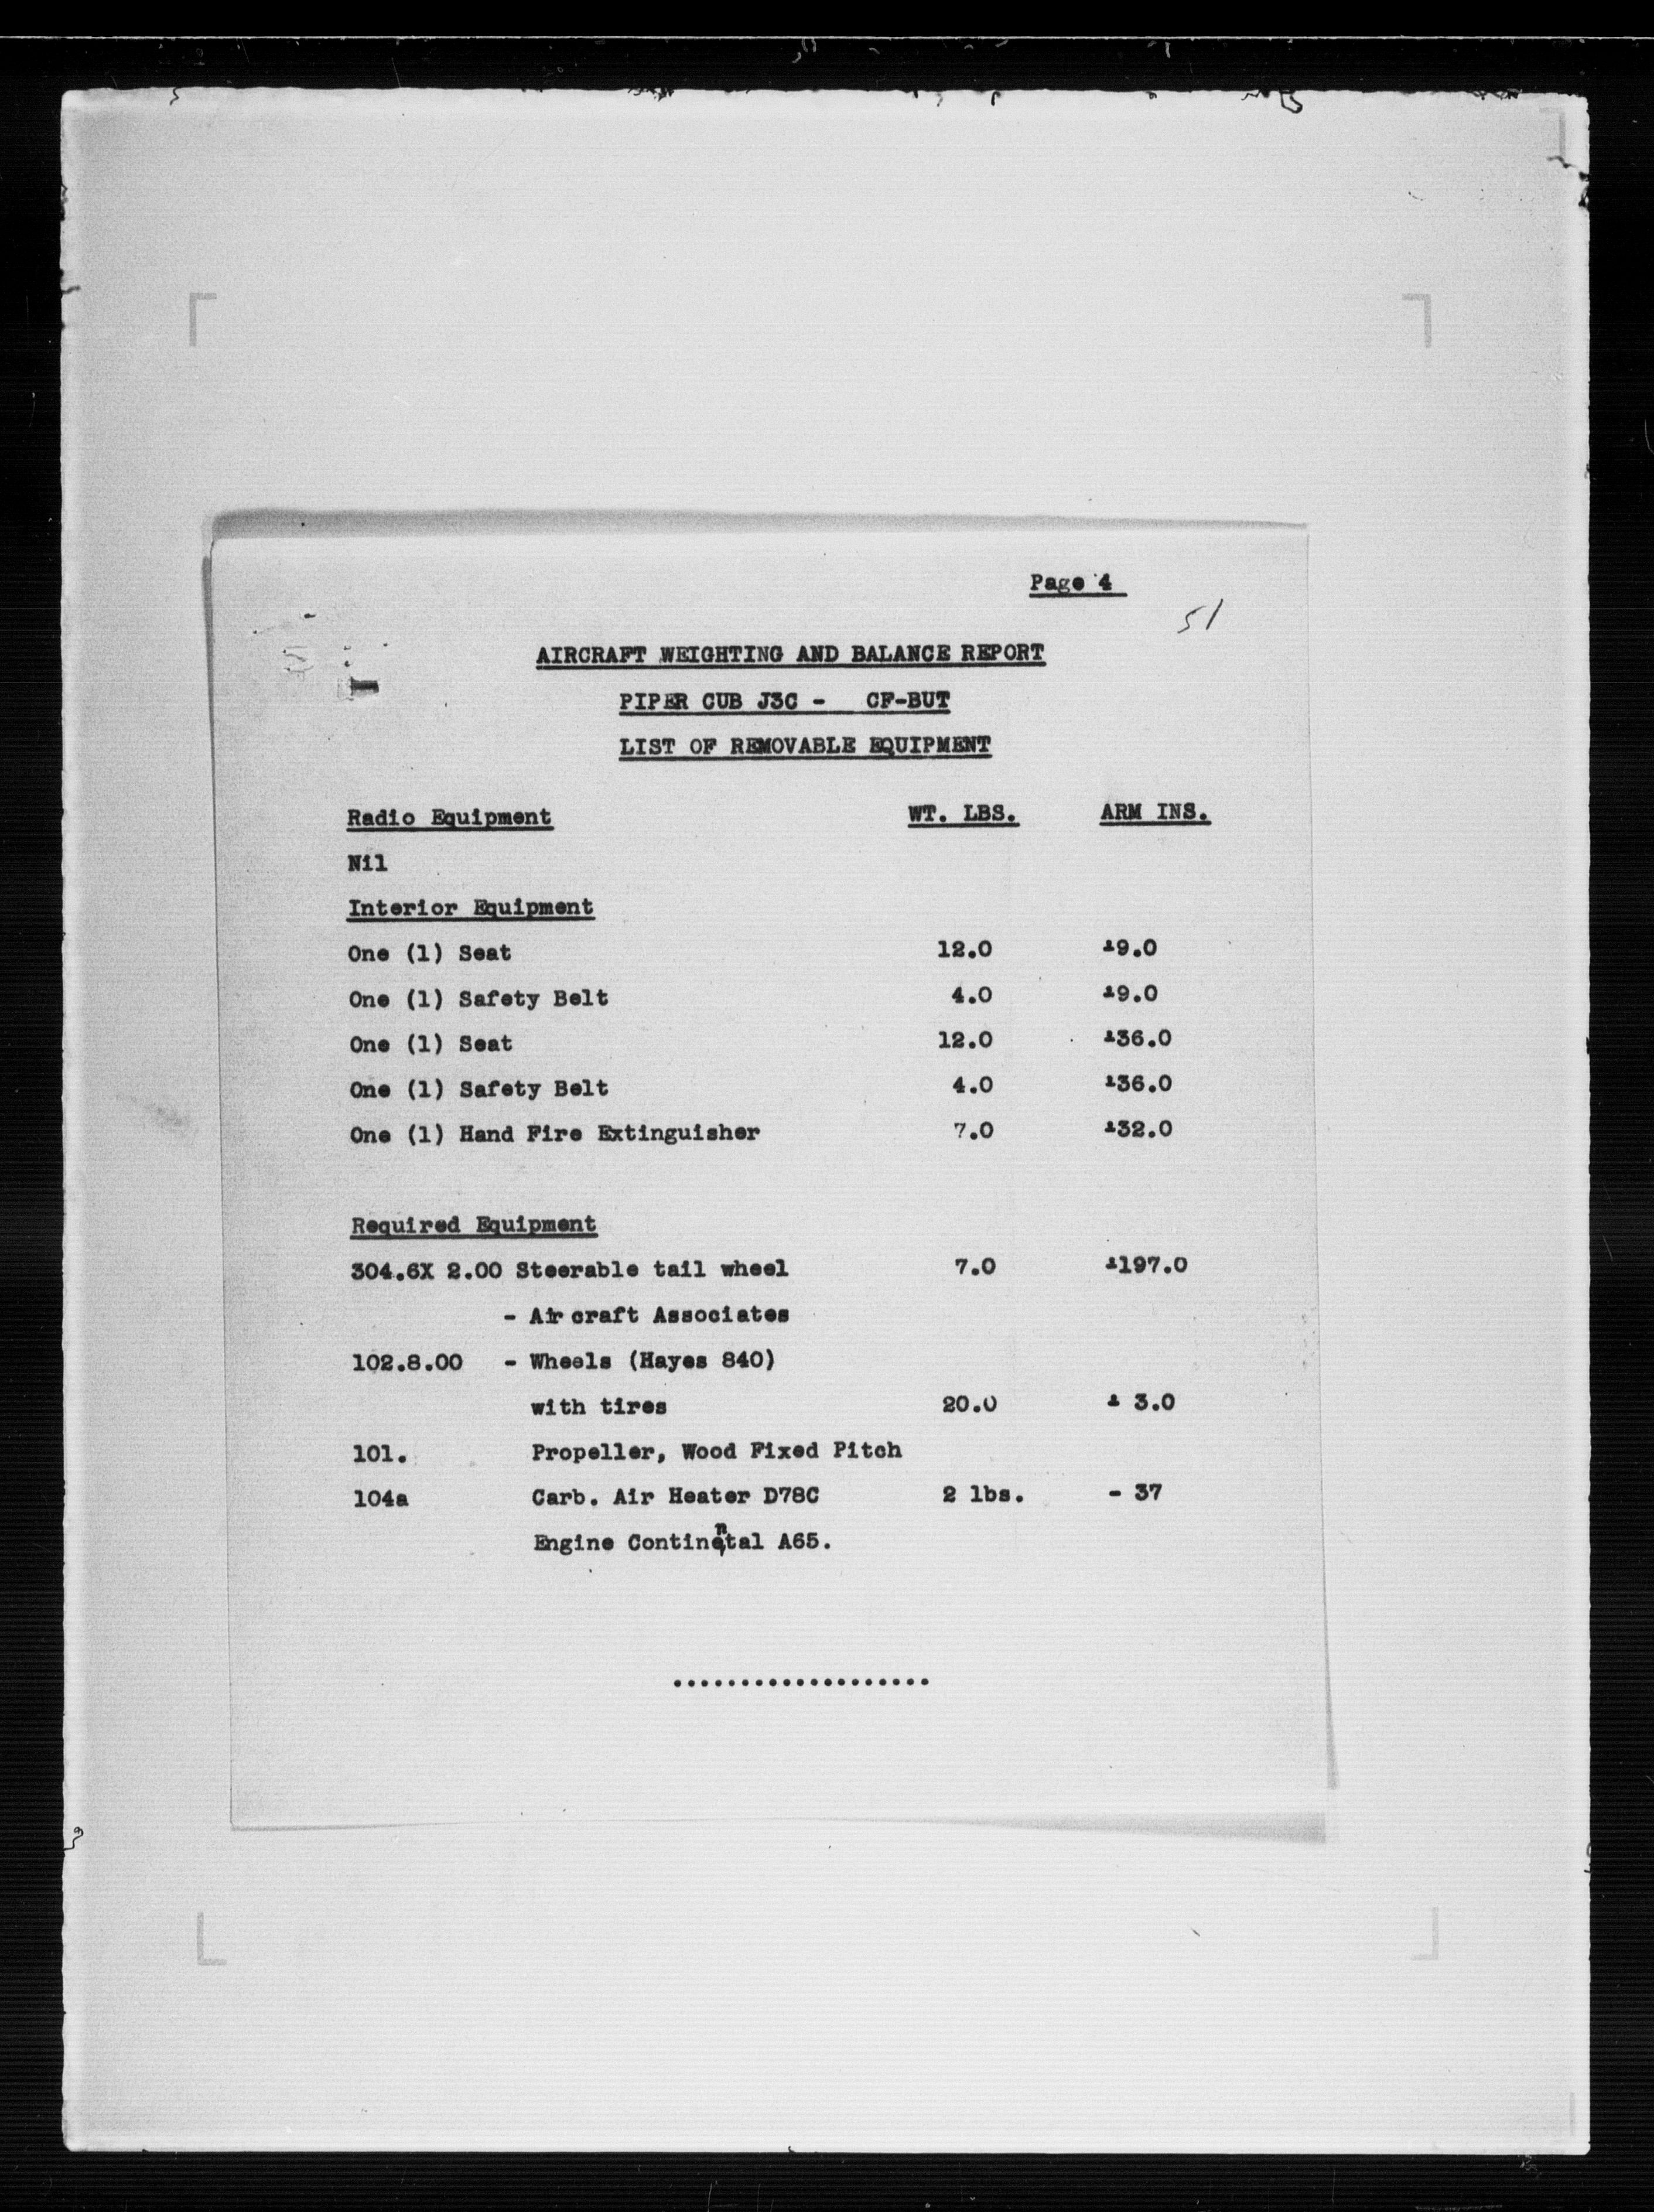 Page 4
51
AIRCRAFT WEIGHTING AND BALANCE REPORT
PIPER CUB J3C - CF-BUT
LIST OF REMOVABLE EQUIPMENT
Radio Equipment WT. LBS. ARM INS.
Nil
Interior Equipment
One (1) Seat 12.0 +9.0
One (1) Safety Belt 4.0 +9.0
One (1) Seat 12.0 +36.0
One (1) Safety Belt 4.0 +36.0
One (1) Hand Fire Extinguisher 7.0 +32.0
Required Equipment
304.6X 2.00 Steerable tail wheel 7.0 +197.0
- Aircraft Associates
102.8.00 - Wheels (Hayes 840)
with tires 20.0 + 3.0
101. Propeller, Wood Fixed Pitch
104a Carb. Air Heater D78C 2 lbs. - 37
Engine Continental A65.
...................